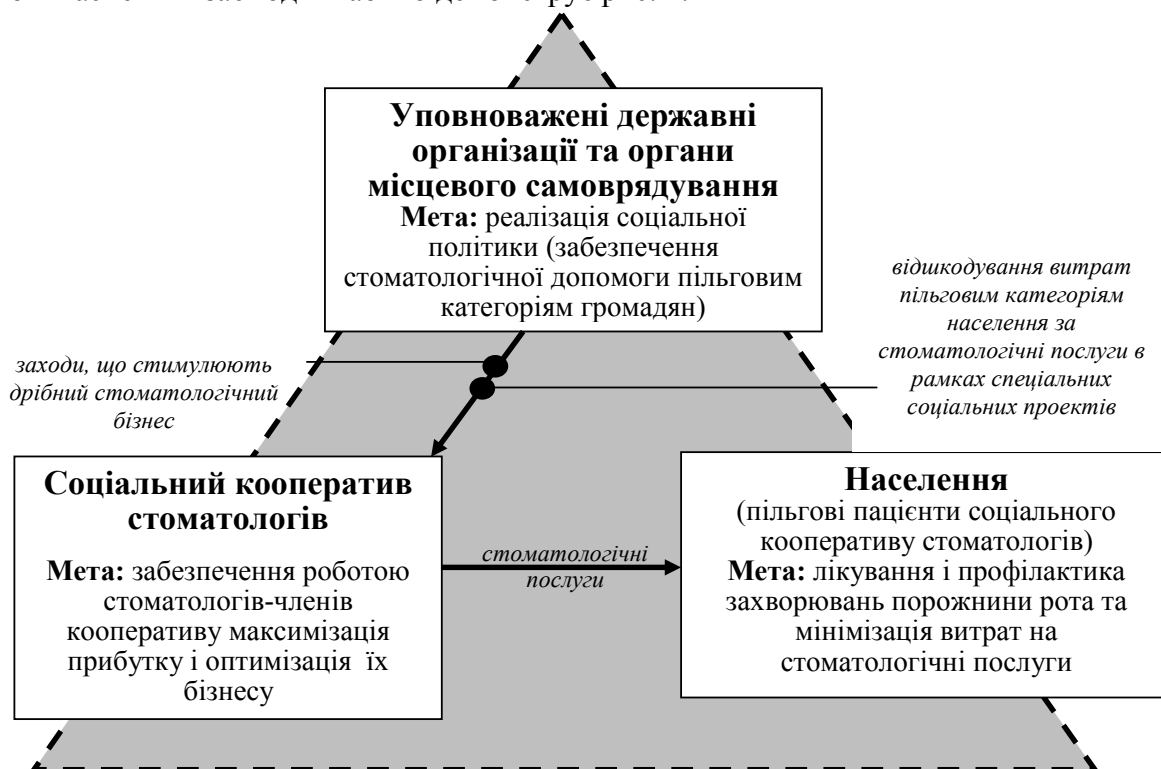 Уповноважені державні
організації та органи
місцевого самоврядування
Мета: реалізація соціальної
політики (забезпечення
стоматологічної допомоги пільговим
категоріям громадян)
відшкодування витрат
пільговим категоріям
населення за
стоматологічні послуги в
рамках спеціальних
соціальних проектів
заходи, що стимулюють
дрібний стоматологічний
бізнес
Соціальний кооператив
стоматологів
Мета: забезпечення роботою
стоматологів-членів
кооперативу максимізація
прибутку і оптимізація їх
бізнесу
стоматологічні
послуги
Населення
(пільгові пацієнти соціального
кооперативу стоматологів)
Мета: лікування і профілактика
захворювань порожнини рота та
мінімізація витрат на
стоматологічні послуги